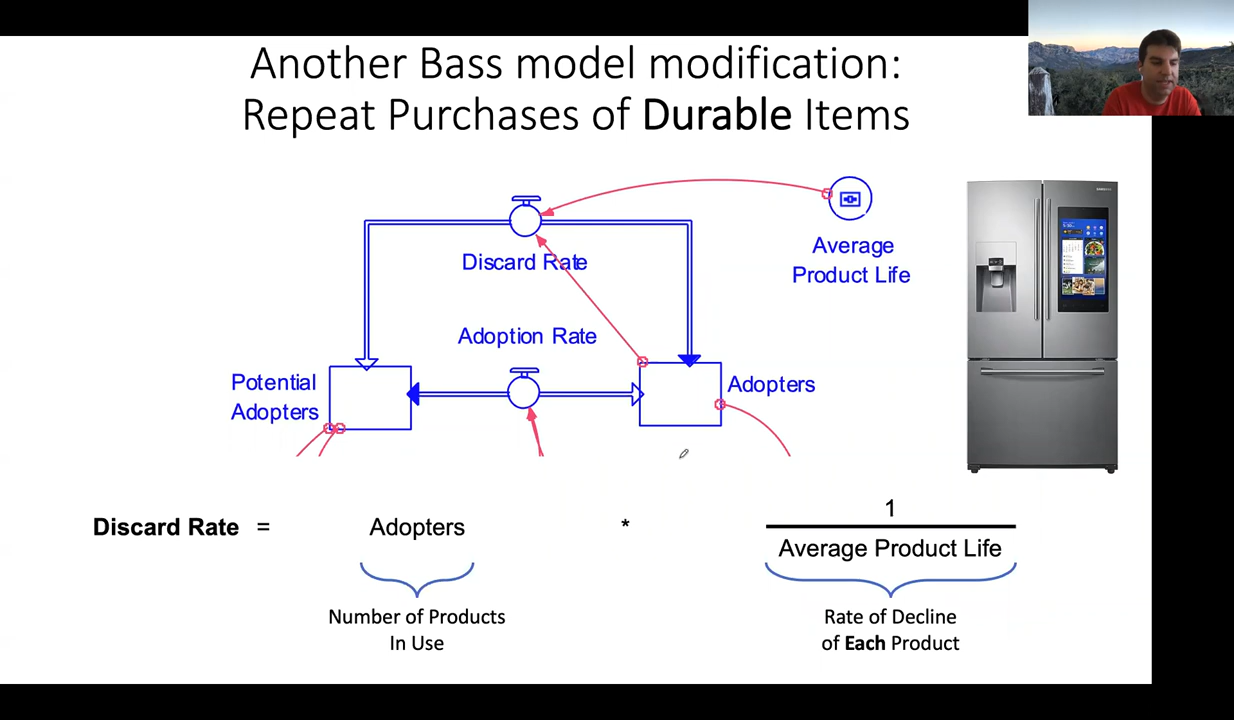 Another Bass model modification:
Repeat Purchases of Durable Items
SAMSUNG
Discard Rate
Average
Product Life
Adoption Rate
Potential
Adopters
Adopters
Discard Rate = Adopters * 1
Average Product Life
Number of Products
In Use
Rate of Decline
of Each Product